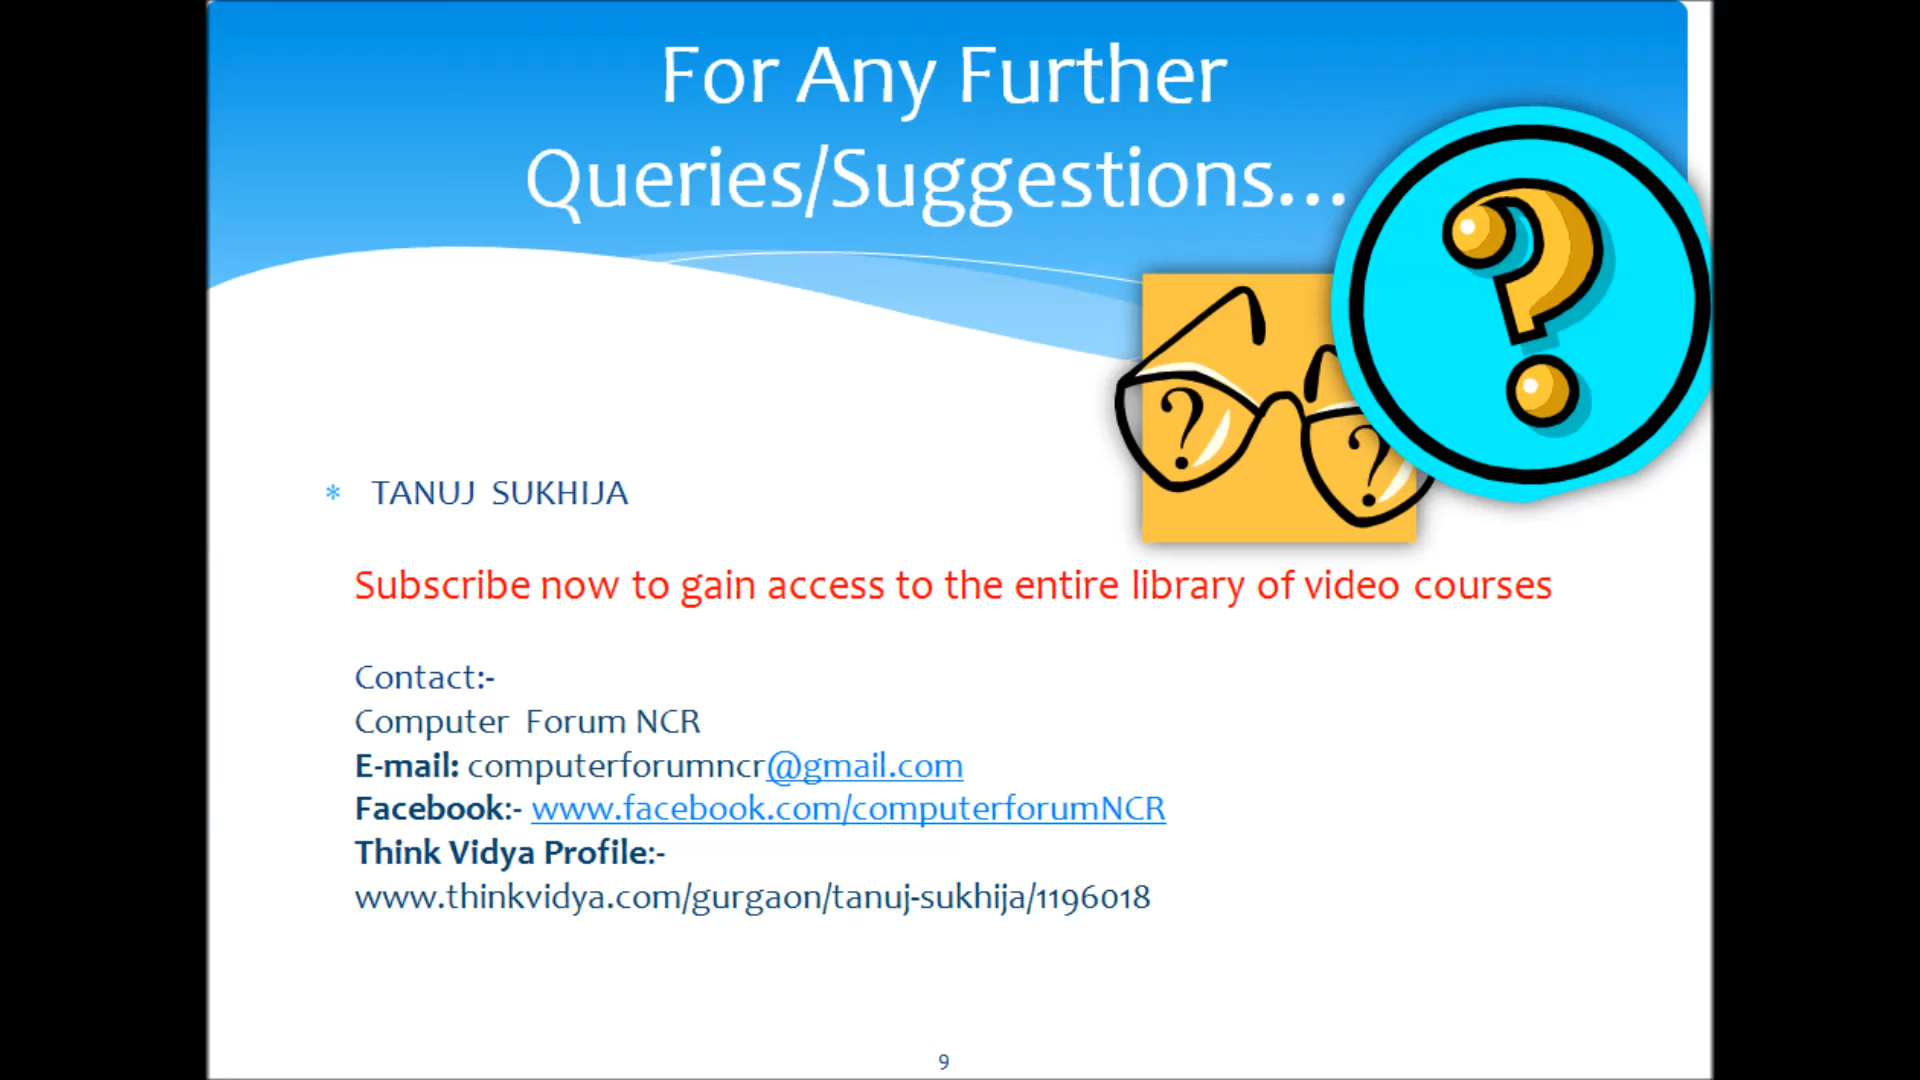 For Any Further
Queries/Suggestions...
?
? ?
* TANUJ SUKHIJA
Subscribe now to gain access to the entire library of video courses
Contact:-
Computer Forum NCR
E-mail: computerforumncr@gmail.com
Facebook:- www.facebook.com/computerforumNCR
Think Vidya Profile:-
www.thinkvidya.com/gurgaon/tanuj-sukhija/1196018
9